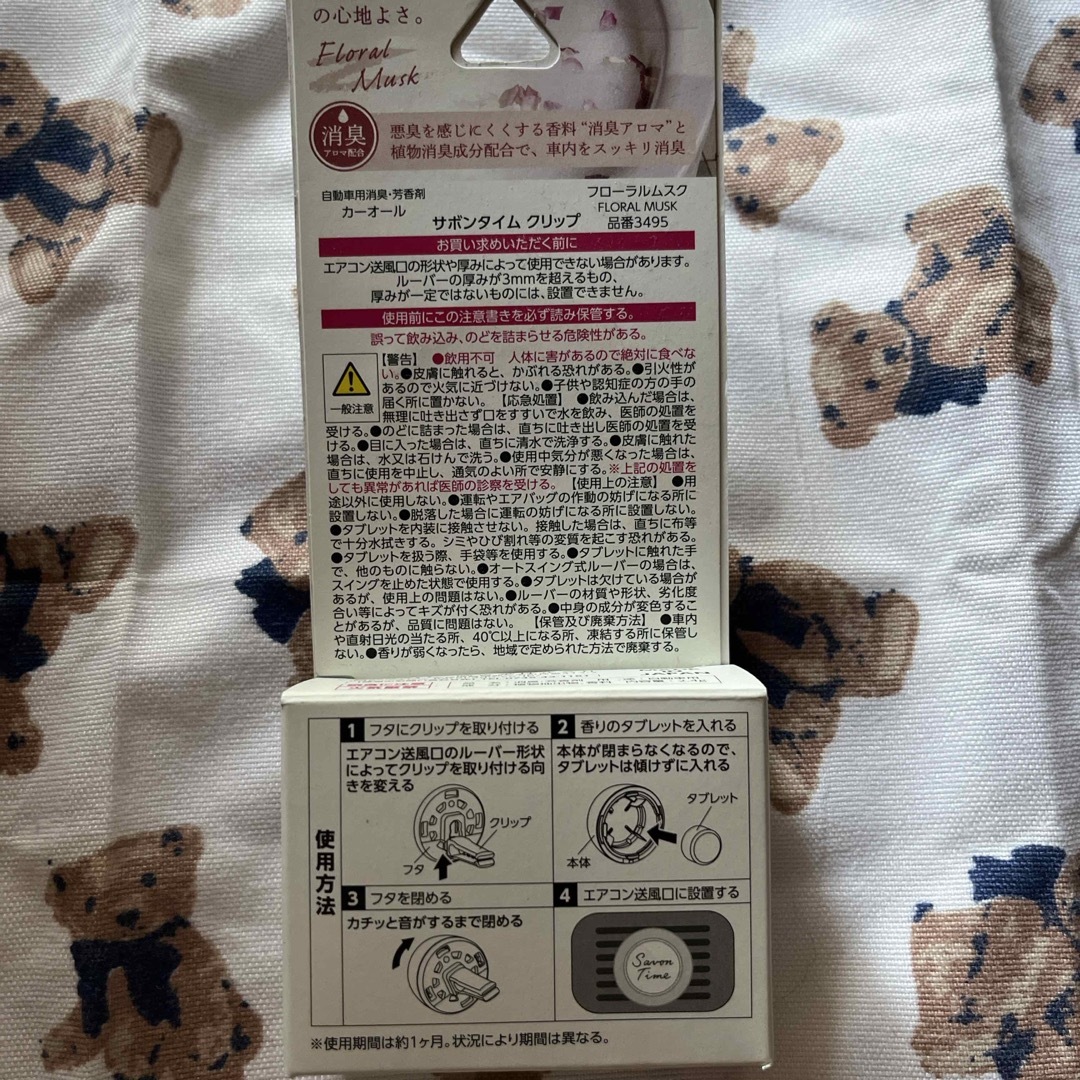 の心地よさ。
Floral
Musk
消臭
アロマ配合
悪臭を感じにくくする香料“消臭アロマ”と
植物消臭成分配合で、車内をスッキリ消臭
自動車用消臭・芳香剤
カーオール
サボンタイム クリップ
フローラルムスク
FLORAL MUSK
品番3495
お買い求めいただく前に
エアコン送風口の形状や厚みによって使用できない場合があります。
ルーバーの厚みが3mmを超えるもの、
厚みが一定ではないものには、設置できません。
使用前にこの注意書きを必ず読み保管する。
誤って飲み込み、のどを詰まらせる危険性がある。
一般注意
【警告】 ●飲用不可 人体に害があるので絶対に食べな
い。●皮膚に触れると、かぶれる恐れがある。●引火性が
あるので火気に近づけない。●子供や認知症の方の手の
届く所に置かない。【応急処置】 ●飲み込んだ場合は、
無理に吐き出さず口をすすいで水を飲み、医師の処置を
受ける。●のどに詰まった場合は、直ちに吐き出し医師の処置を受
ける。●目に入った場合は、直ちに清水で洗浄する。●皮膚に触れた
場合は、水又は石けんで洗う。●使用中気分が悪くなった場合は、
直ちに使用を中止し、通気のよい所で安静にする。※上記の処置を
しても異常があれば医師の診察を受ける。【使用上の注意】 ●用
途以外に使用しない。●運転やエアバッグの作動の妨げになる所に
設置しない。●脱落した場合に運転の妨げになる所に設置しない。
●タブレットを内装に接触させない。接触した場合は、直ちに布等
で十分水拭きする。シミやひび割れ等の変質を起こす恐れがある。
●タブレットを扱う際、手袋等を使用する。●タブレットに触れた手
で、他のものに触らない。●オートスイング式ルーバーの場合は、
スイングを止めた状態で使用する。●タブレットは欠けている場合が
あるが、使用上の問題はない。●ルーバーの材質や形状、劣化度
合い等によってキズが付く恐れがある。●中身の成分が変色するこ
とがあるが、品質に問題はない。【保管及び廃棄方法】 ●車内
や直射日光の当たる所、40℃以上になる所、凍結する所に保管し
ない。●香りが弱くなったら、地域で定められた方法で廃棄する。
使用方法
1 フタにクリップを取り付ける
エアコン送風口のルーバー形状
によってクリップを取り付ける向
きを変える
クリップ
フタ
2 香りのタブレットを入れる
本体が閉まらなくなるので、
タブレットは傾けずに入れる
タブレット
本体
3 フタを閉める
カチッと音がするまで閉める
4 エアコン送風口に設置する
Savon
Time
※使用期間は約1ヶ月。状況により期間は異なる。